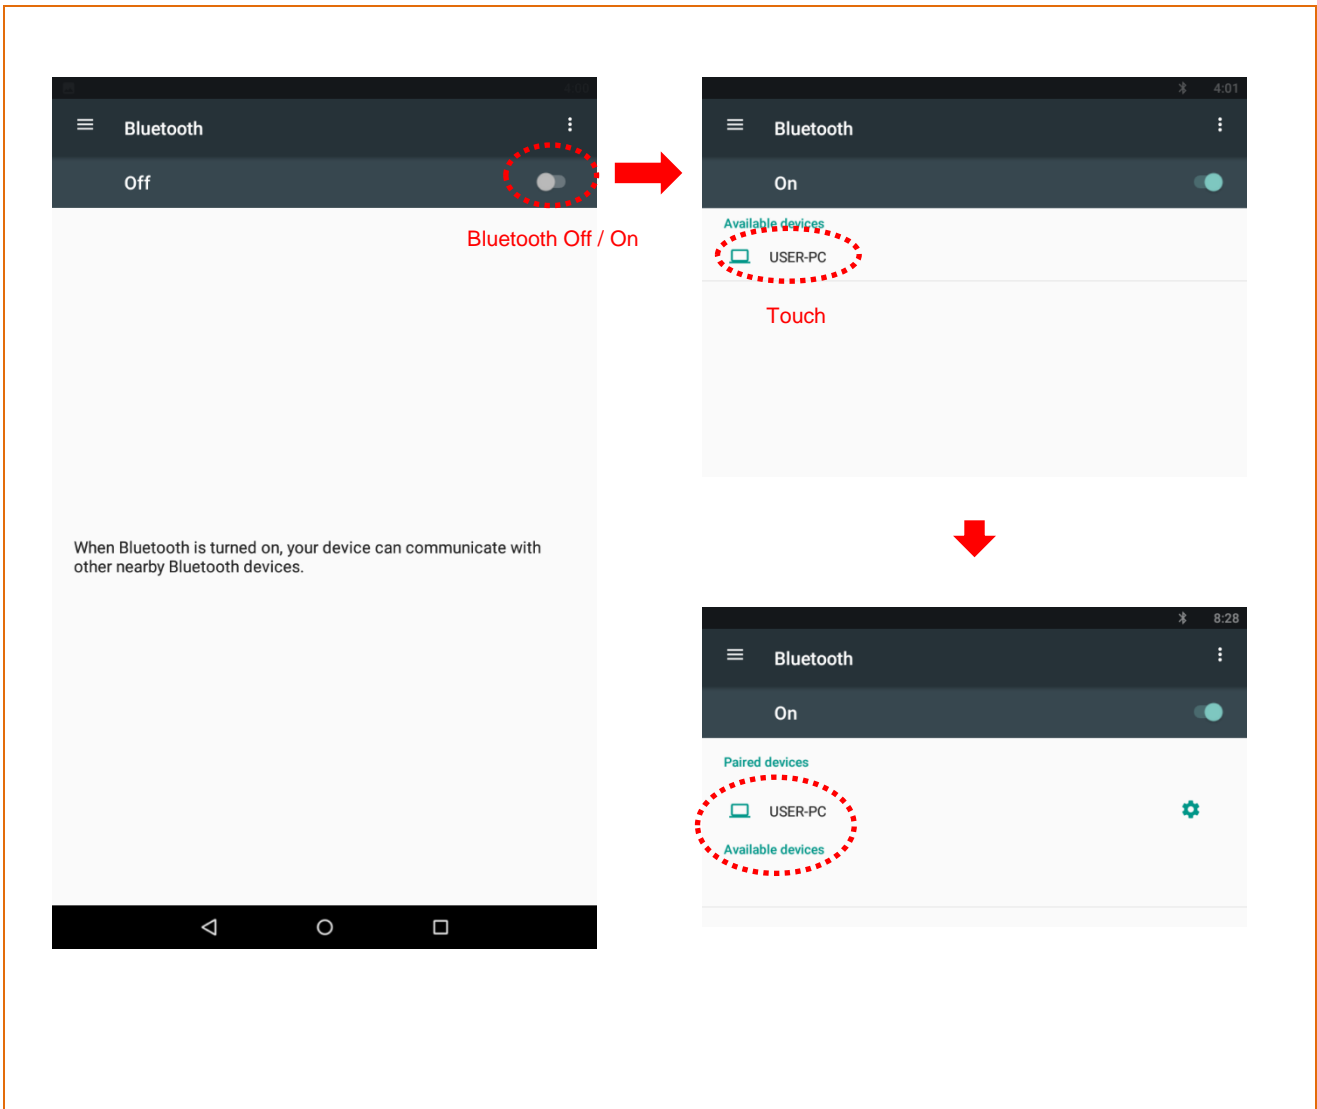 4:00
Bluetooth
Off
Bluetooth Off / On
When Bluetooth is turned on, your device can communicate with
other nearby Bluetooth devices.
4:01
Bluetooth
On
Available devices
USER-PC
Touch
8:28
Bluetooth
On
Paired devices
USER-PC
Available devices